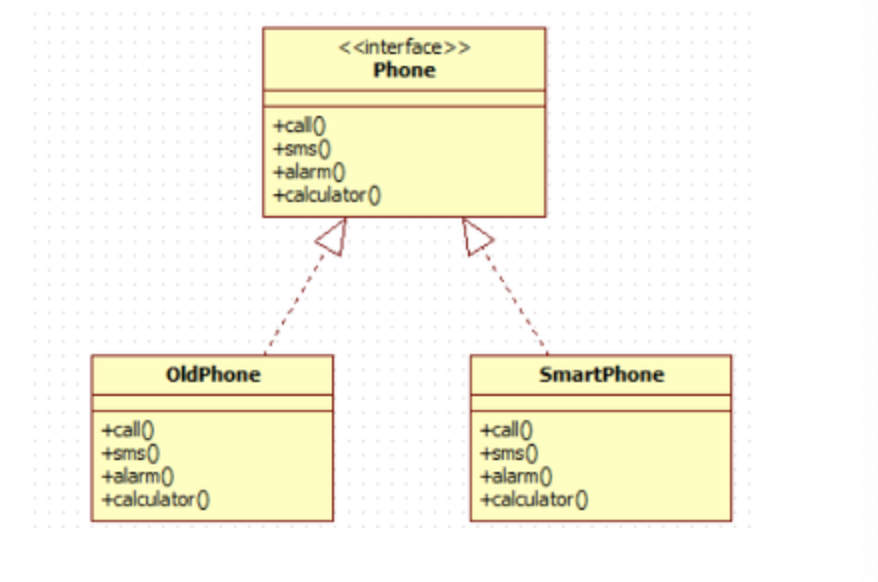 <<interface>>
Phone
+call()
+sms()
+alarm()
+calculator()
OldPhone
+call()
+sms()
+alarm()
+calculator()
SmartPhone
+call()
+sms()
+alarm()
+calculator()